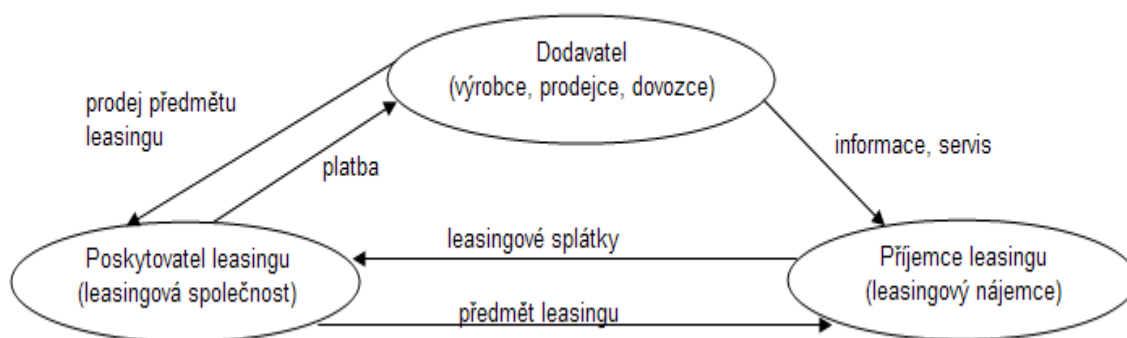 Dodavatel
(výrobce, prodejce, dovozce)
prodej předmětu
leasingu
platba
informace, servis
leasingové splátky
Poskytovatel leasingu
(leasingová společnost)
Příjemce leasingu
(leasingový nájemce)
předmět leasingu